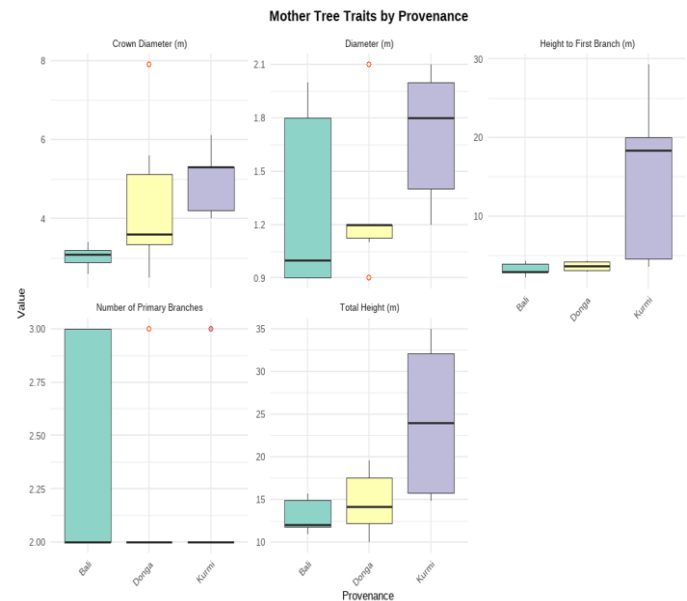 Mother Tree Traits by Provenance
Crown Diameter (m)
Diameter (m)
Height to First Branch (m)
8
6
4
2.1
1.8
1.5
1.2
0.9
30
20
10
Bali
Donga
Kurmi
Value
Number of Primary Branches
Total Height (m)
3.00
2.75
2.50
2.25
2.00
35
30
25
20
15
10
Bali
Donga
Kurmi
Bali
Donga
Kurmi
Provenance